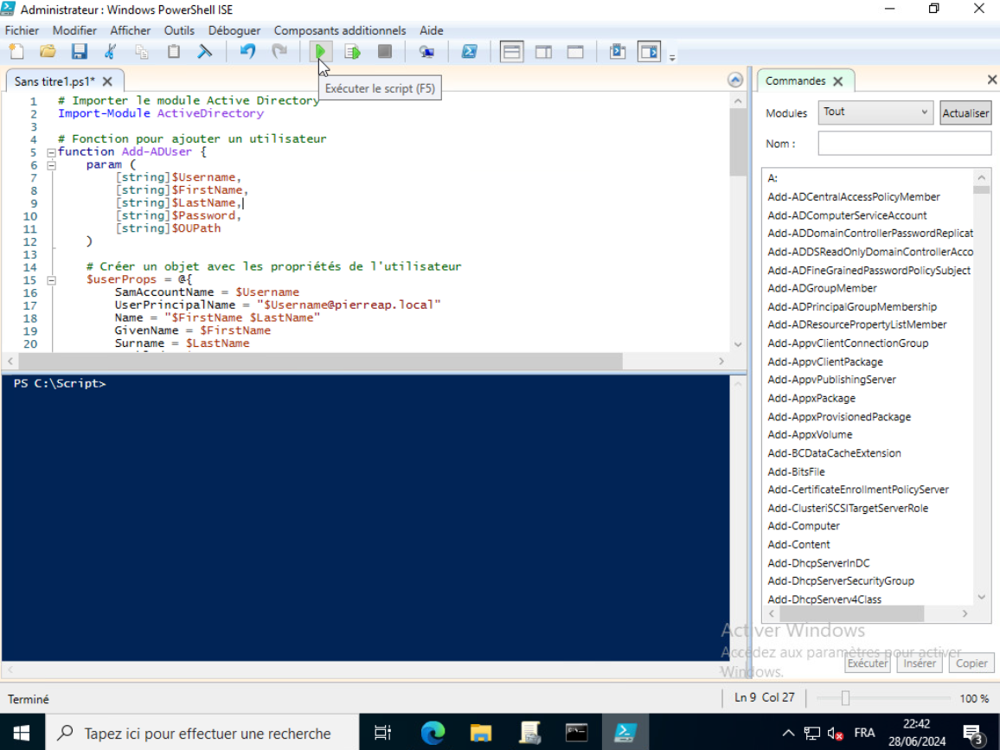 Administrateur : Windows PowerShell ISE
Fichier Modifier Afficher Outils Déboguer Composants additionnels Aide
Sans titre1.ps1* X
Exécuter le script (F5)
1 # Importer le module Active Directory
2 Import-Module ActiveDirectory
3
4 # Fonction pour ajouter un utilisateur
5 function Add-ADUser {
6 param (
7 [string]$Username,
8 [string]$FirstName,
9 [string]$LastName,
10 [string]$Password,
11 [string]$OUPath
12 )
13
14 # Créer un objet avec les propriétés de l'utilisateur
15 $userProps = @{
16 SamAccountName = $Username
17 UserPrincipalName = "$Username@pierreap.local"
18 Name = "$FirstName $LastName"
19 GivenName = $FirstName
20 Surname = $LastName
PS C:\Script>
Commandes X
Modules Tout Actualiser
Nom :
A:
Add-ADCentralAccessPolicyMember
Add-ADComputerServiceAccount
Add-ADDomainControllerPasswordReplicat
Add-ADDSReadOnlyDomainControllerAcco
Add-ADFineGrainedPasswordPolicySubject
Add-ADGroupMember
Add-ADPrincipalGroupMembership
Add-ADResourcePropertyListMember
Add-AppvClientConnectionGroup
Add-AppvClientPackage
Add-AppvPublishingServer
Add-AppxPackage
Add-AppxProvisionedPackage
Add-AppxVolume
Add-BCDataCacheExtension
Add-BitsFile
Add-CertificateEnrollmentPolicyServer
Add-ClusteriSCSITargetServerRole
Add-Computer
Add-Content
Add-DhcpServerInDC
Add-DhcpServerSecurityGroup
Add-DhcpServerv4Class
Activer Windows
Accédez aux paramètres pour activer
Windows.
Exécuter Insérer Copier
Terminé
Ln 9 Col 27
100 %
Tapez ici pour effectuer une recherche
FRA
22:42
28/06/2024
3